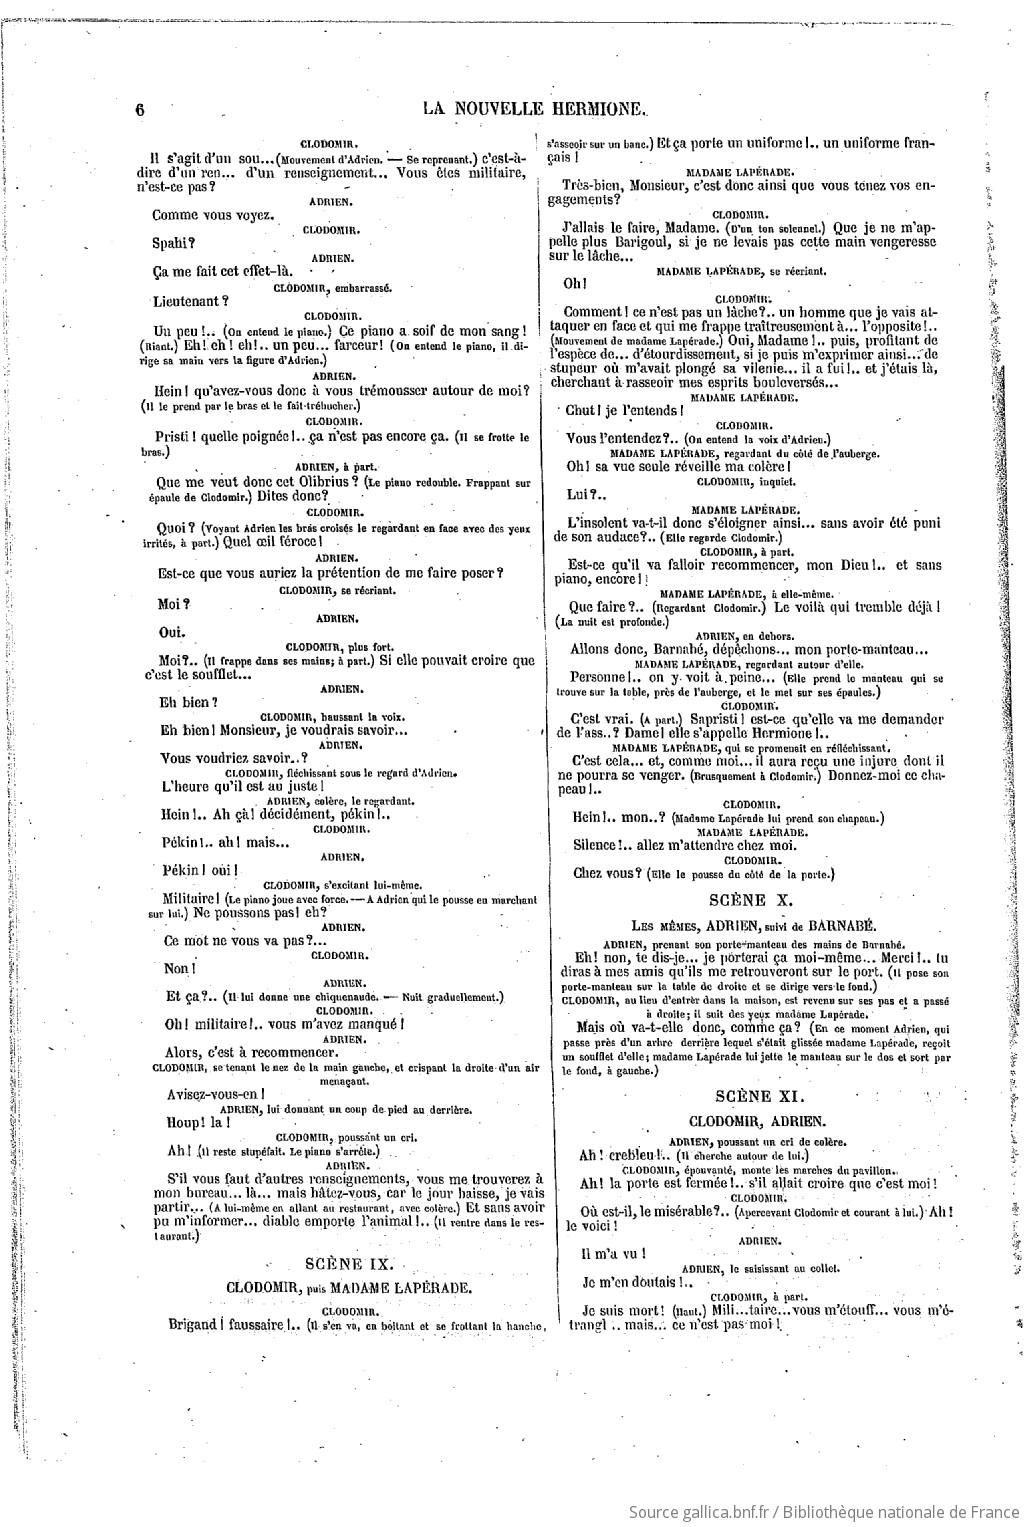 6
LA NOUVELLE HERMIONE.
CLODOMIR.
Il s'agit d'un sou... (Mouvement d'Adrien. — Se reprenant.) c'est-à-
dire d'un ren... d'un renseignement... Vous êtes militaire,
n'est-ce pas?
ADRIEN.
Comme vous voyez.
CLODOMIR.
Spahi?
ADRIEN.
Ça me fait cet effet-là.
CLODOMIR, embarrassé.
Lieutenant?
CLODOMIR.
Un peu!.. (On entend le piano.) Ce piano a soif de mon sang!
(Riant.) Eh! eh! eh!.. un peu... farceur! (On entend le piano, il di-
rige sa main vers la figure d'Adrien.)
ADRIEN.
Hein! qu'avez-vous donc à vous trémousser autour de moi?
(Il le prend par le bras et le fait trébucher.)
CLODOMIR.
Pristi! quelle poignée!.. ça n'est pas encore ça. (Il se frotte le
bras.)
ADRIEN, à part.
Que me veut donc cet Olibrius? (Le piano redouble. Frappant sur
épaule de Clodomir.) Dites donc?
CLODOMIR.
Quoi? (Voyant Adrien les bras croisés le regardant en face avec des yeux
irrités, à part.) Quel œil féroce!
ADRIEN.
Est-ce que vous auriez la prétention de me faire poser?
CLODOMIR, se récriant.
Moi?
ADRIEN.
Oui.
CLODOMIR, plus fort.
Moi?.. (Il frappe dans ses mains; à part.) Si elle pouvait croire que
c'est le soufflet...
ADRIEN.
Eh bien?
CLODOMIR, haussant la voix.
Eh bien! Monsieur, je voudrais savoir...
ADRIEN.
Vous voudriez savoir..?
CLODOMIR, fléchissant sous le regard d'Adrien.
L'heure qu'il est au juste!
ADRIEN, colère, le regardant.
Hein!.. Ah çà! décidément, pékin!..
CLODOMIR.
Pékin!.. ah! mais...
ADRIEN.
Pékin! oui!
CLODOMIR, s'excitant lui-même.
Militaire! (Le piano joue avec force. — A Adrien qui le pousse en marchant
sur lui.) Ne poussons pas! eh?
ADRIEN.
Ce mot ne vous va pas?...
CLODOMIR.
Non!
ADRIEN.
Et ça?.. (Il lui donne une chiquenaude. — Nuit graduellement.)
CLODOMIR.
Oh! militaire!.. vous m'avez manqué!
ADRIEN.
Alors, c'est à recommencer.
CLODOMIR, se tenant le nez de la main gauche, et crispant la droite d'un air
menaçant.
Avisez-vous-en!
ADRIEN, lui donnant un coup de pied au derrière.
Houp! la!
CLODOMIR, poussant un cri.
Ah! (Il reste stupéfait. Le piano s'arrête.)
ADRIEN.
S'il vous faut d'autres renseignements, vous me trouverez à
mon bureau... là... mais hâtez-vous, car le jour baisse, je vais
partir... (A lui-même en allant au restaurant, avec colère.) Et sans avoir
pu m'informer... diable emporte l'animal!.. (Il rentre dans le res-
taurant.)
SCÈNE IX.
CLODOMIR, puis MADAME LAPÉRADE.
CLODOMIR.
Brigand! faussaire!.. (Il s'en va, en boitant et se frottant la hanche,
s'asseoir sur un banc.) Et ça porte un uniforme!.. un uniforme fran-
çais!
MADAME LAPÉRADE.
Très-bien, Monsieur, c'est donc ainsi que vous tenez vos en-
gagements?
CLODOMIR.
J'allais le faire, Madame. (D'un ton solennel.) Que je ne m'ap-
pelle plus Barigoul, si je ne levais pas cette main vengeresse
sur le lâche...
MADAME LAPÉRADE, se récriant.
Oh!
CLODOMIR.
Comment! ce n'est pas un lâche?.. un homme que je vais at-
taquer en face et qui me frappe traîtreusement à... l'opposite!..
(Mouvement de madame Lapérade.) Oui, Madame!.. puis, profitant de
l'espèce de... d'étourdissement, si je puis m'exprimer ainsi... de
stupeur où m'avait plongé sa vilenie... il a fui!.. et j'étais là,
cherchant à rasseoir mes esprits bouleversés...
MADAME LAPÉRADE.
Chut! je l'entends!
CLODOMIR.
Vous l'entendez?.. (On entend la voix d'Adrien.)
MADAME LAPÉRADE, regardant du côté de l'auberge.
Oh! sa vue seule réveille ma colère!
CLODOMIR, inquiet.
Lui?..
MADAME LAPÉRADE.
L'insolent va-t-il donc s'éloigner ainsi... sans avoir été puni
de son audace?.. (Elle regarde Clodomir.)
CLODOMIR, à part.
Est-ce qu'il va falloir recommencer, mon Dieu!.. et sans
piano, encore!!
MADAME LAPÉRADE, à elle-même.
Que faire?.. (Regardant Clodomir.) Le voilà qui tremble déjà!
(La nuit est profonde.)
ADRIEN, en dehors.
Allons donc, Barnabé, dépêchons... mon porte-manteau...
MADAME LAPÉRADE, regardant autour d'elle.
Personne!.. on y voit à peine... (Elle prend le manteau qui se
trouve sur la table, près de l'auberge, et le met sur ses épaules.)
CLODOMIR.
C'est vrai. (A part.) Sapristi! est-ce qu'elle va me demander
de l'ass..? Dame! elle s'appelle Hermione!..
MADAME LAPÉRADE, qui se promenait en réfléchissant.
C'est cela... et, comme moi... il aura reçu une injure dont il
ne pourra se venger. (Brusquement à Clodomir.) Donnez-moi ce cha-
peau!..
CLODOMIR.
Hein!.. mon..? (Madame Lapérade lui prend son chapeau.)
MADAME LAPÉRADE.
Silence!.. allez m'attendre chez moi.
CLODOMIR.
Chez vous? (Elle le pousse du côté de la porte.)
SCÈNE X.
LES MÊMES, ADRIEN, suivi de BARNABÉ.
ADRIEN, prenant son porte-manteau des mains de Barnabé.
Eh! non, te dis-je... je porterai ça moi-même... Merci!.. tu
diras à mes amis qu'ils me retrouveront sur le port. (Il pose son
porte-manteau sur la table de droite et se dirige vers le fond.)
CLODOMIR, au lieu d'entrer dans la maison, est revenu sur ses pas et a passé
à droite; il suit des yeux madame Lapérade.
Mais où va-t-elle donc, comme ça? (En ce moment Adrien, qui
passe près d'un arbre derrière lequel s'était glissée madame Lapérade, reçoit
un soufflet d'elle; madame Lapérade lui jette le manteau sur le dos et sort par
le fond, à gauche.)
SCÈNE XI.
CLODOMIR, ADRIEN.
ADRIEN, poussant un cri de colère.
Ah! crebleu!.. (Il cherche autour de lui.)
CLODOMIR, épouvanté, monte les marches du pavillon.
Ah! la porte est fermée!.. s'il allait croire que c'est moi!
CLODOMIR.
Où est-il, le misérable?.. (Apercevant Clodomir et courant à lui.) Ah!
le voici!
ADRIEN.
Il m'a vu!
ADRIEN, le saisissant au collet.
Je m'en doutais!..
CLODOMIR, à part.
Je suis mort! (Haut.) Mili...taire... vous m'étouff... vous m'é-
trangl.. mais... ce n'est pas moi!
Source gallica.bnf.fr / Bibliothèque nationale de France